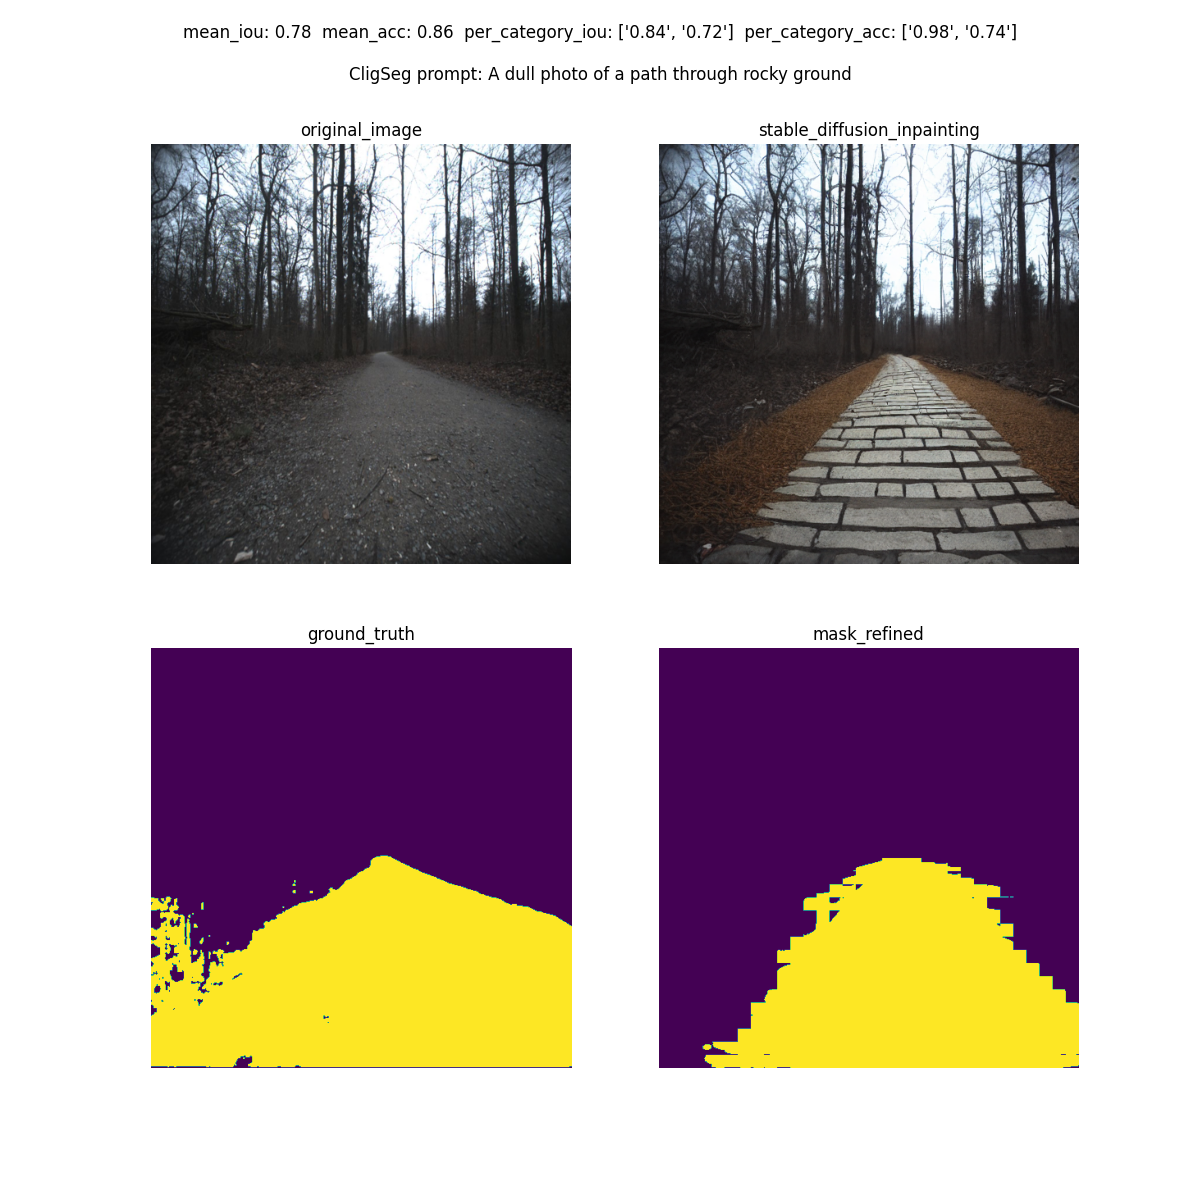 mean_iou: 0.78  mean_acc: 0.86  per_category_iou: ['0.84', '0.72']  per_category_acc: ['0.98', '0.74']
CligSeg prompt: A dull photo of a path through rocky ground
original_image
stable_diffusion_inpainting
ground_truth
mask_refined